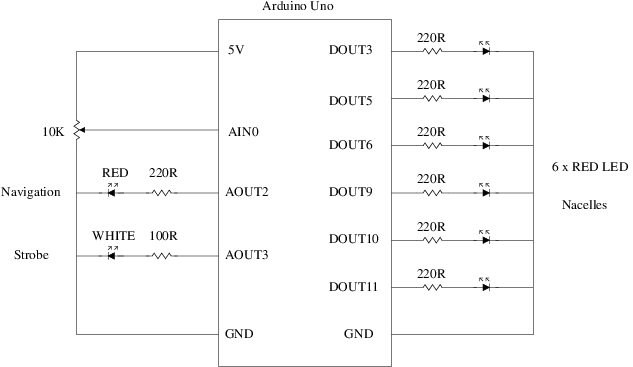 Arduino Uno
5V
DOUT3
220R
DOUT5
220R
10K
AIN0
DOUT6
220R
6 x RED LED
Navigation
RED
220R
AOUT2
DOUT9
220R
Nacelles
Strobe
WHITE
100R
AOUT3
DOUT10
220R
DOUT11
220R
GND
GND